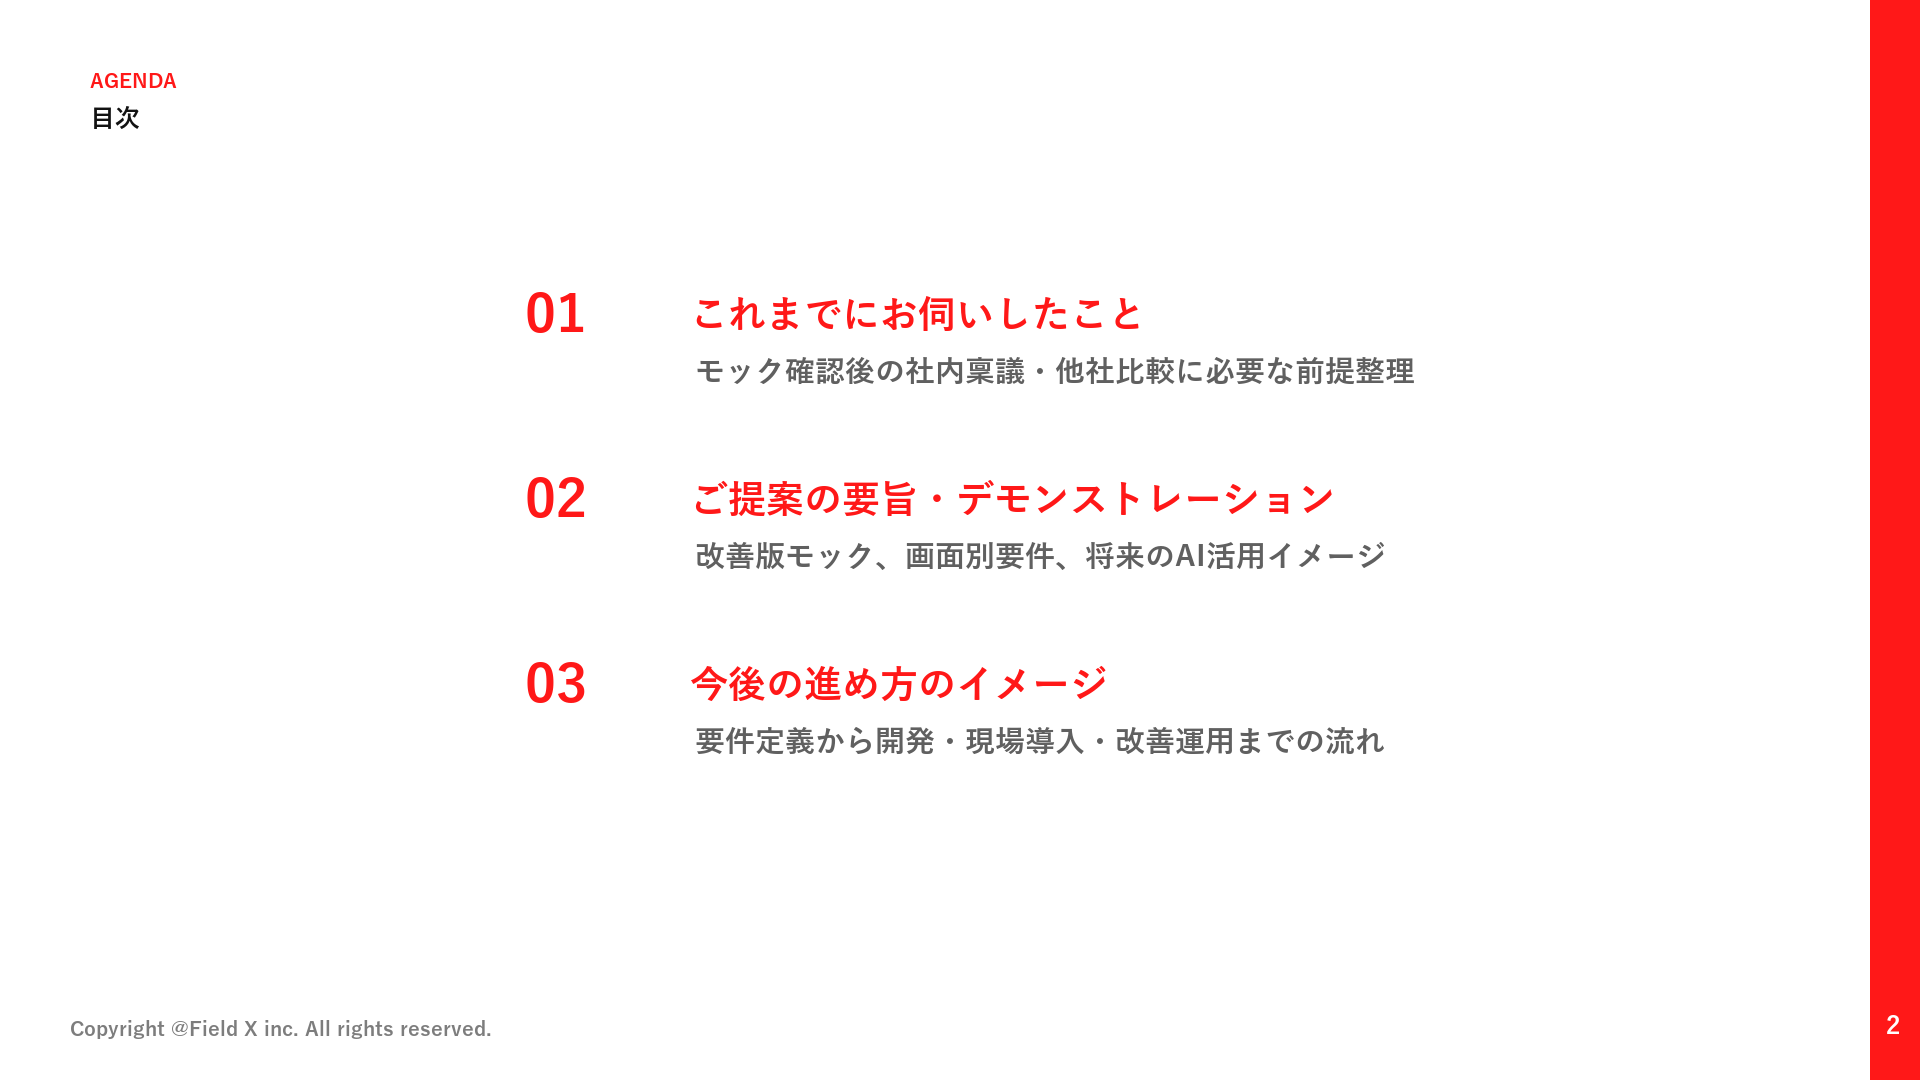 AGENDA
目次
01
これまでにお伺いしたこと
モック確認後の社内稟議・他社比較に必要な前提整理
02
ご提案の要旨・デモンストレーション
改善版モック、画面別要件、将来のAI活用イメージ
03
今後の進め方のイメージ
要件定義から開発・現場導入・改善運用までの流れ
Copyright @Field X inc. All rights reserved.
2